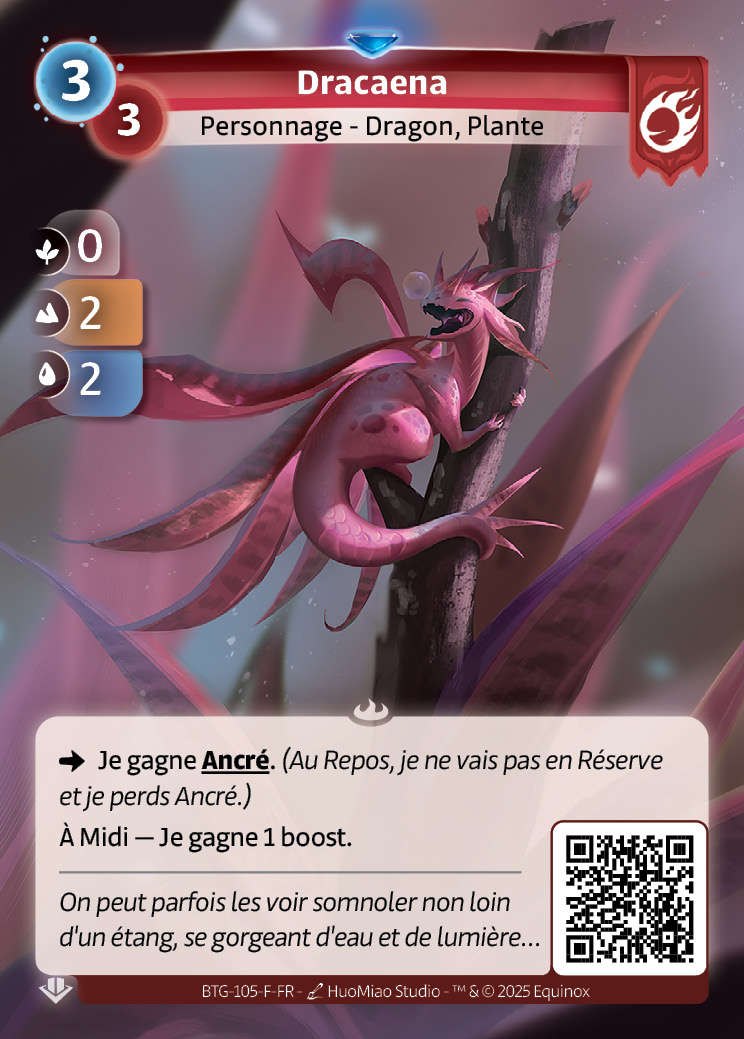 3
Dracaena
3
Personnage - Dragon, Plante
0
2
2
Je gagne Ancré. (Au Repos, je ne vais pas en Réserve
et je perds Ancré.)
À Midi — Je gagne 1 boost.
On peut parfois les voir somnoler non loin
d'un étang, se gorgeant d'eau et de lumière...
BTG-105-F-FR - HuoMiao Studio - ™ & © 2025 Equinox